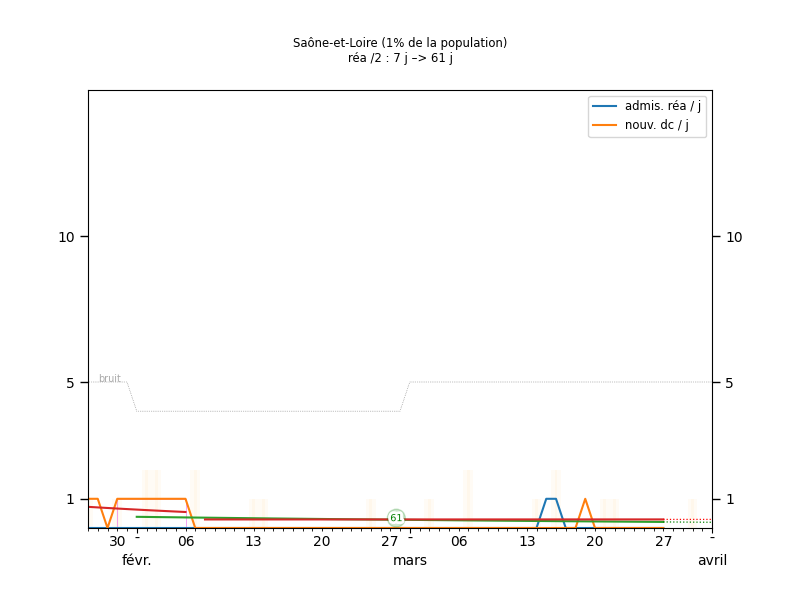 Saône-et-Loire (1% de la population)
réa /2 : 7 j –> 61 j
admis. réa / j
nouv. dc / j
10 10
bruit
5 5
1 1
61
30 - 06 13 20 27 - 06 13 20 27 -
févr. mars avril